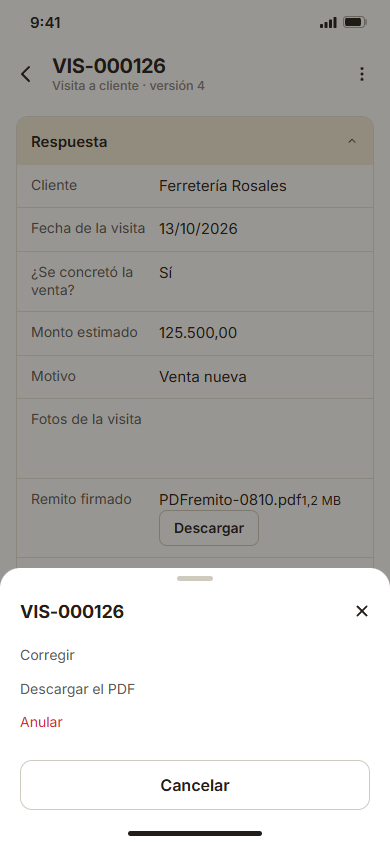 9:41
VIS-000126
Visita a cliente · versión 4
Respuesta
Cliente Ferretería Rosales
Fecha de la visita 13/10/2026
¿Se concretó la venta? Sí
Monto estimado 125.500,00
Motivo Venta nueva
Fotos de la visita
Remito firmado PDFremito-0810.pdf1,2 MB
Descargar
VIS-000126
Corregir
Descargar el PDF
Anular
Cancelar